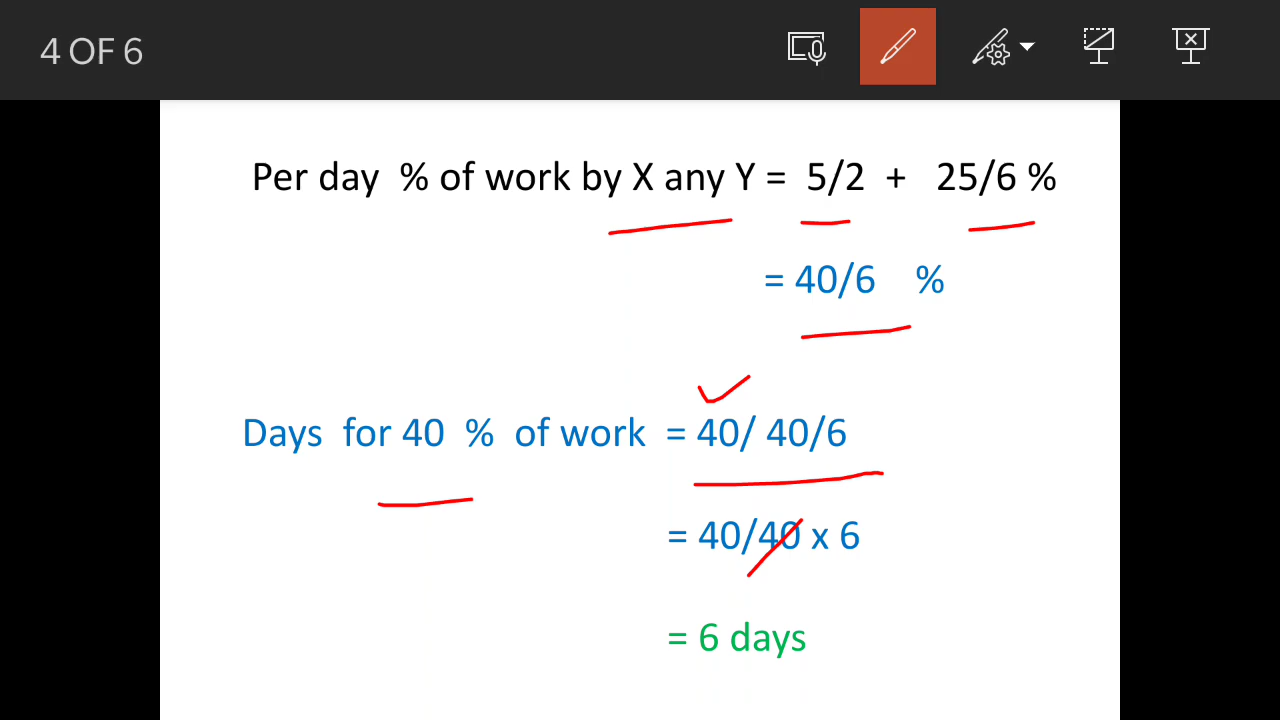 4 OF 6
Per day % of work by X any Y = 5/2 + 25/6 %
= 40/6 %
Days for 40 % of work = 40/ 40/6
= 40/40 x 6
= 6 days